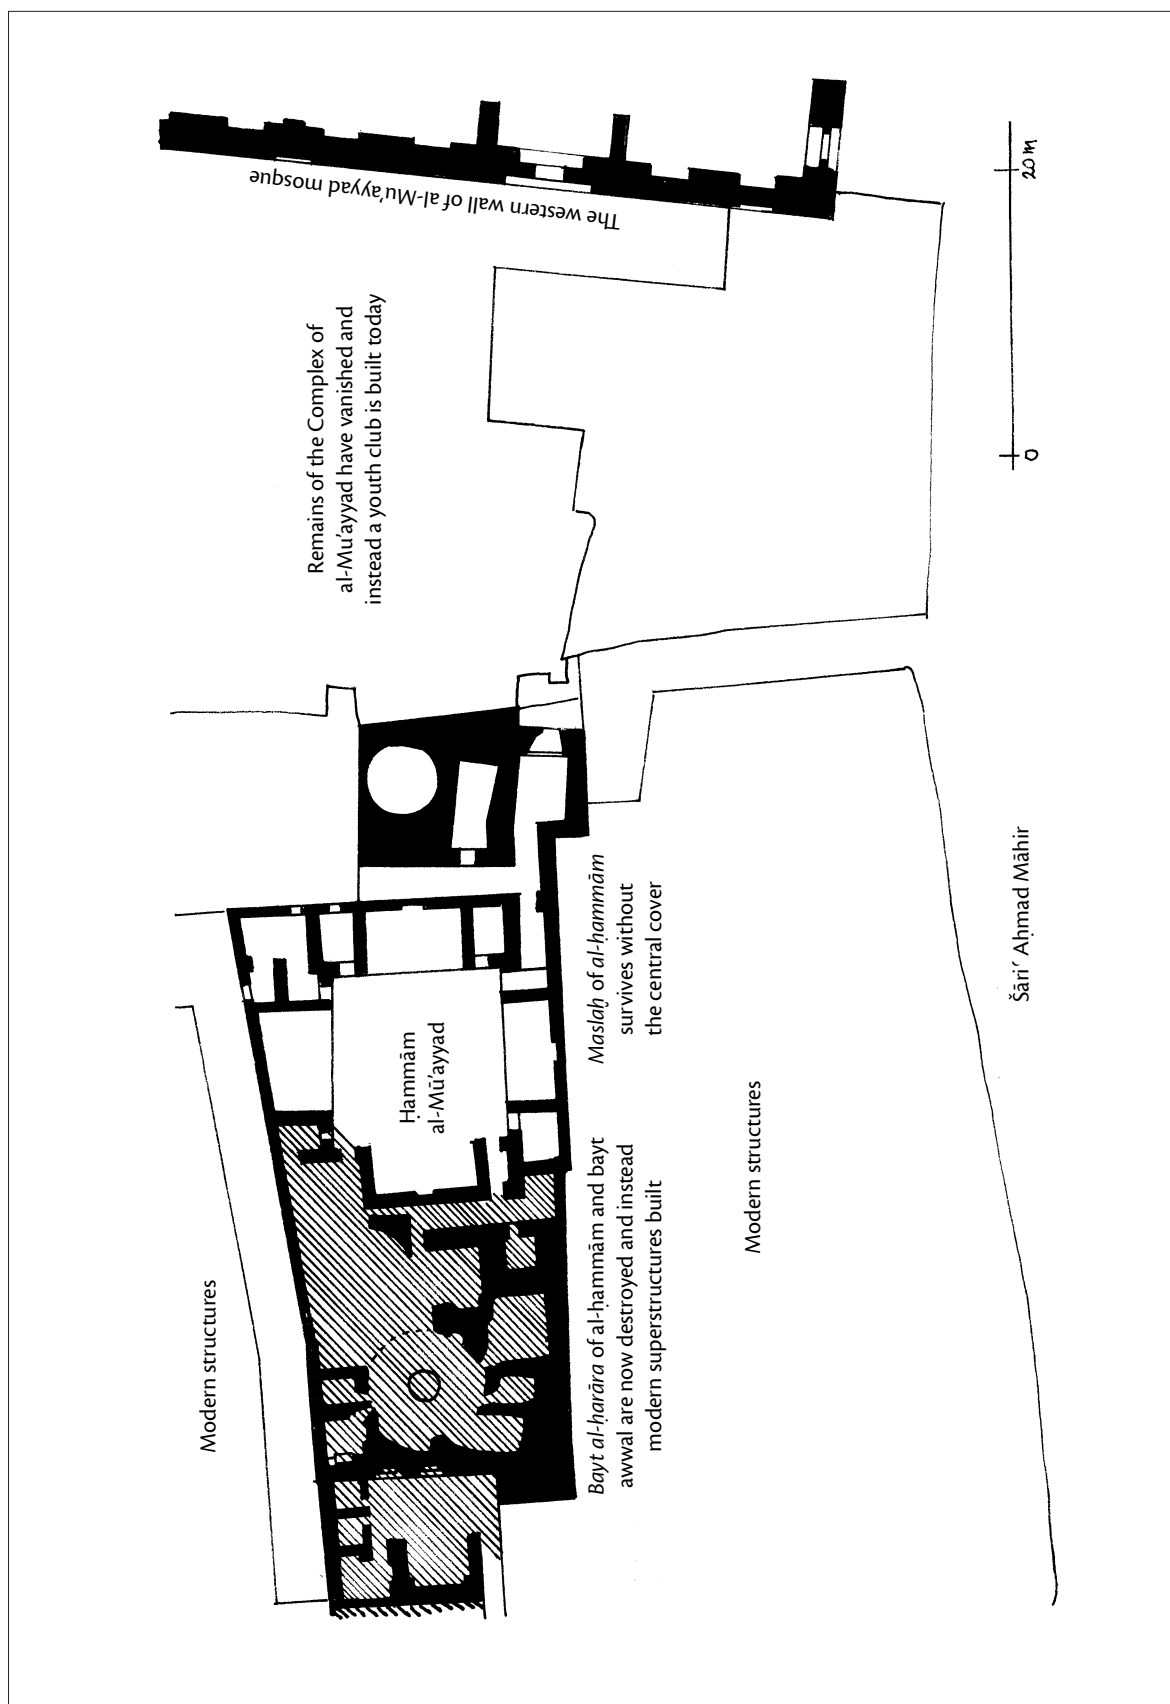 The western wall of al-Mu'ayyad mosque
20 m
0
Remains of the Complex of
al-Mu'ayyad have vanished and
instead a youth club is built today
Ḥammām
al-Mū'ayyad
Maslaḫ of al-ḥammām
survives without
the central cover
Bayt al-ḥarāra of al-ḥammām and bayt
awwal are now destroyed and instead
modern superstructures built
Modern structures
Modern structures
Šāriʿ Aḥmad Māhir